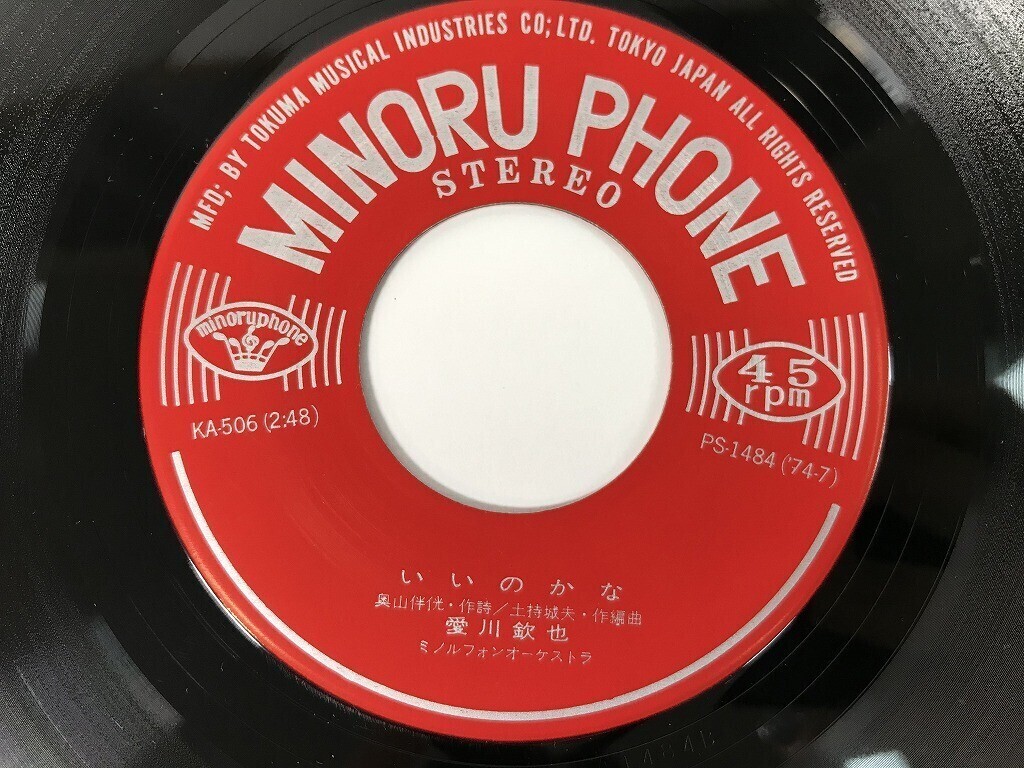 MFD; BY TOKUMA MUSICAL INDUSTRIES CO; LTD. TOKYO JAPAN ALL RIGHTS RESERVED
MINORU PHONE
STEREO
minoruphone
45
rpm
KA-506 (2:48)
PS-1484 ('74-7)
いいのかな
奥山伴侊・作詩/土持城夫・作編曲
愛川欽也
ミノルフォンオーケストラ